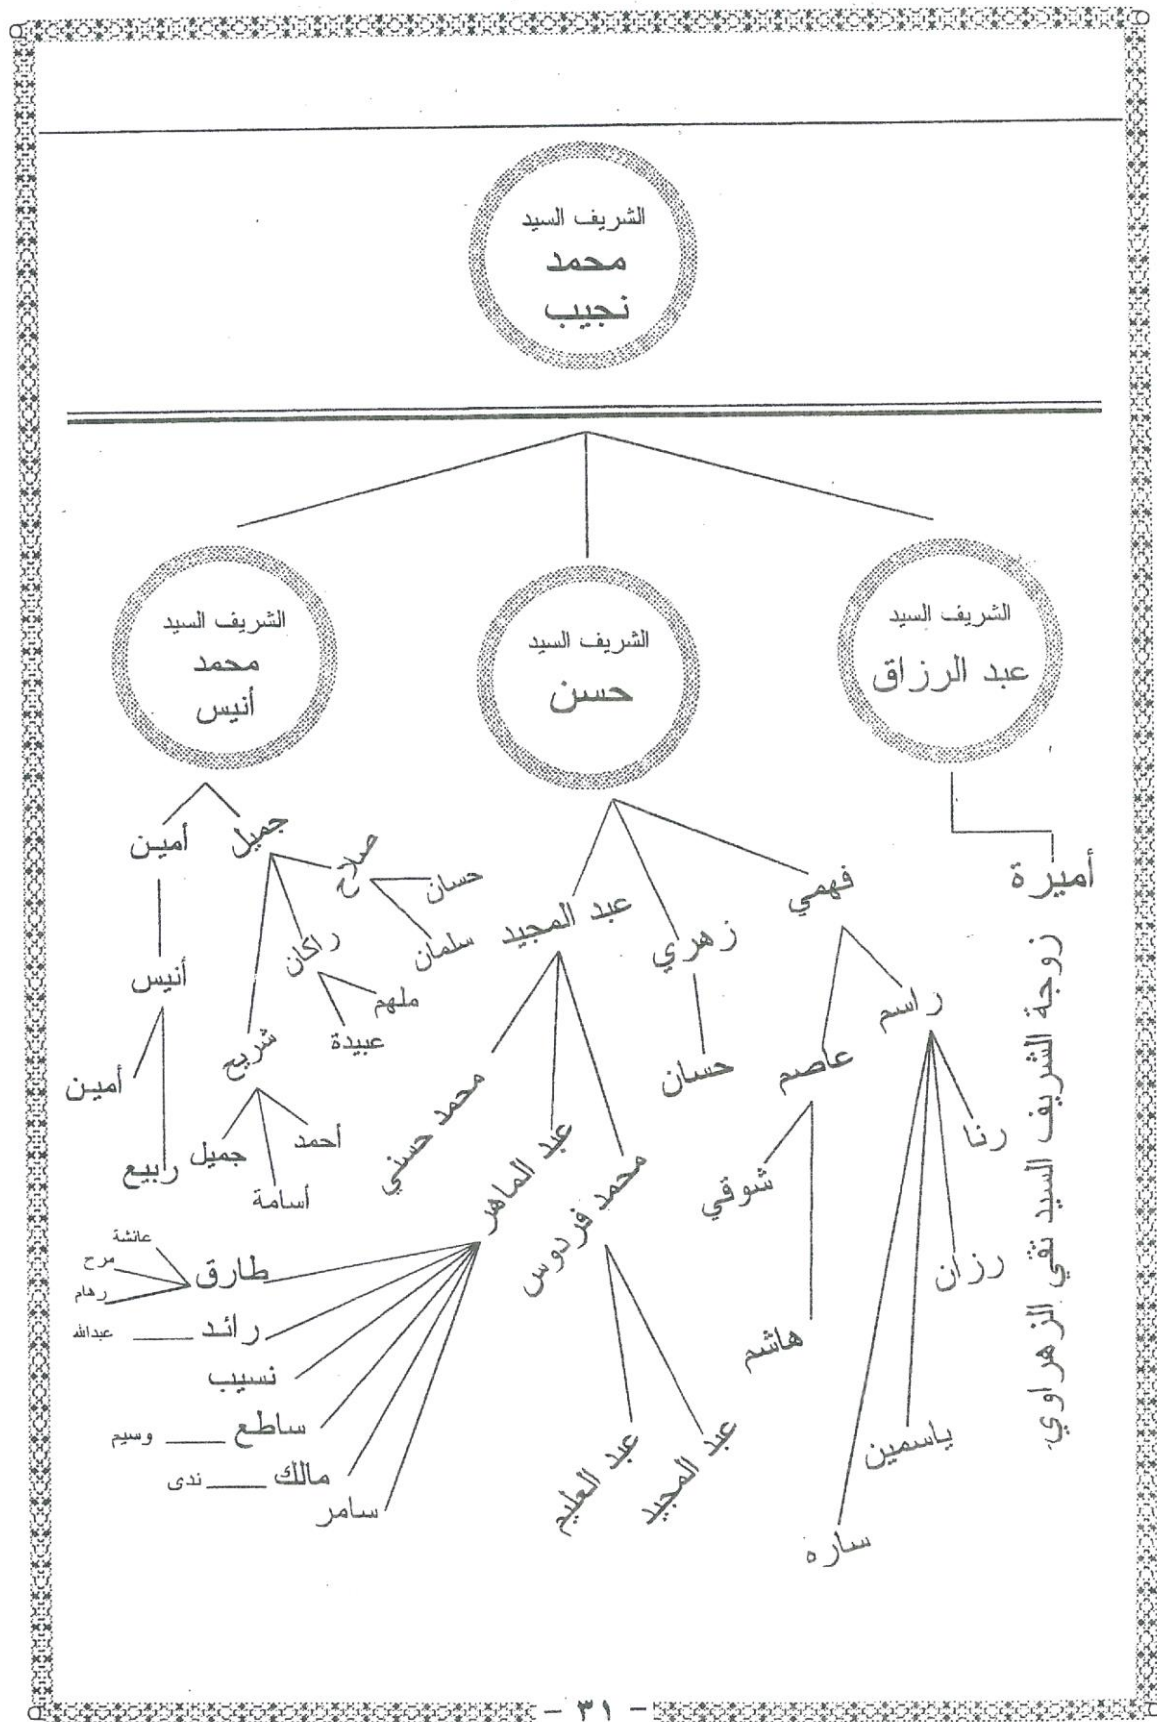 الشريف السيد
محمد
نجيب
الشريف السيد
عبد الرزاق
الشريف السيد
حسن
الشريف السيد
محمد
أنيس
أميرة
زوجة الشريف السيد تقي الزهراوي
فهمي
راسم
رنا
رزان
ياسمين
ساره
عاصم
شوقي
هاشم
زهري
حسان
عبد المجيد
محمد فردوس
عبد المجيد
عبد العليم
عبد الماهر
طارق
عائشة
مرح
رهام
رائد
عبدالله
نسيب
ساطع
وسيم
مالك
ندى
سامر
محمد حسني
جميل
صلاح
حسان
سلمان
راكان
ملهم
عبيدة
شريع
أحمد
أسامة
جميل
أمين
أنيس
أمين
ربيع
- ٣١ -